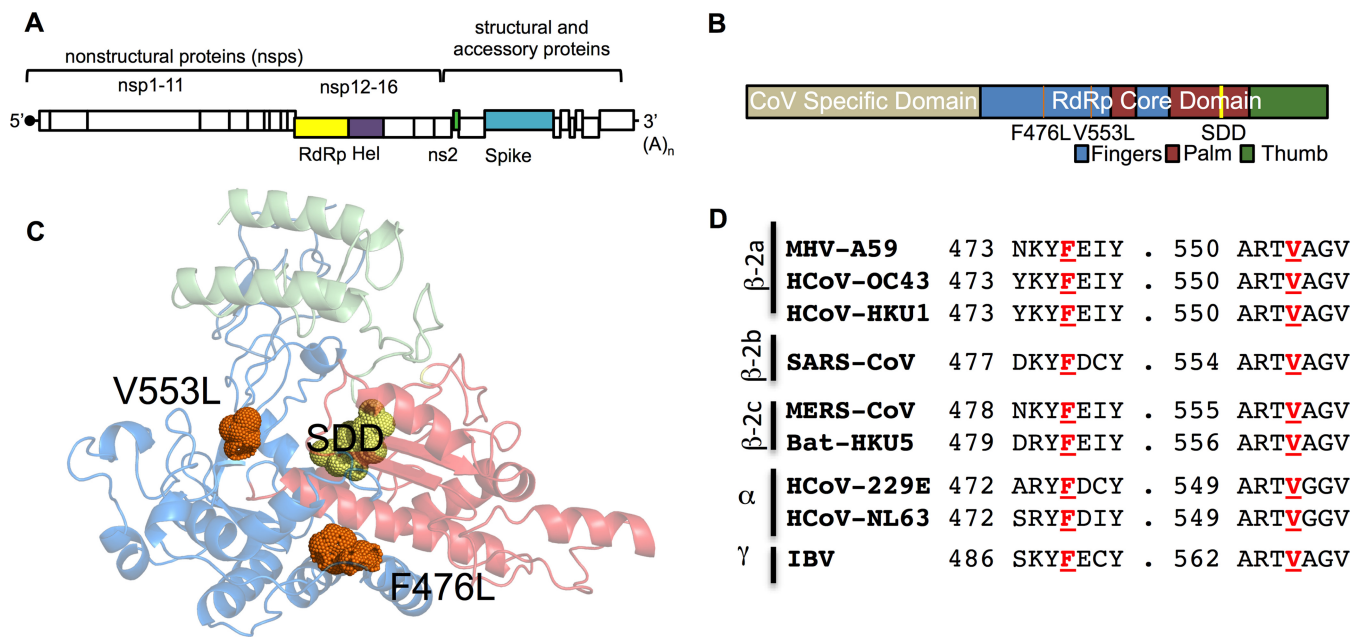 A
structural and
accessory proteins
nonstructural proteins (nsps)
nsp1-11 nsp12-16
5’ 3’
(A)n
RdRp Hel ns2 Spike
B
CoV Specific Domain RdRp Core Domain
F476L V553L SDD
Fingers Palm Thumb
C
V553L
SDD
F476L
D
β-2a
MHV-A59 473 NKYFEIY . 550 ARTVAGV
HCoV-OC43 473 YKYFEIY . 550 ARTVAGV
HCoV-HKU1 473 YKYFEIY . 550 ARTVAGV
β-2b
SARS-CoV 477 DKYFDCY . 554 ARTVAGV
β-2c
MERS-CoV 478 NKYFEIY . 555 ARTVAGV
Bat-HKU5 479 DRYFEIY . 556 ARTVAGV
α
HCoV-229E 472 ARYFDCY . 549 ARTVGGV
HCoV-NL63 472 SRYFDIY . 549 ARTVGGV
γ
IBV 486 SKYFECY . 562 ARTVAGV